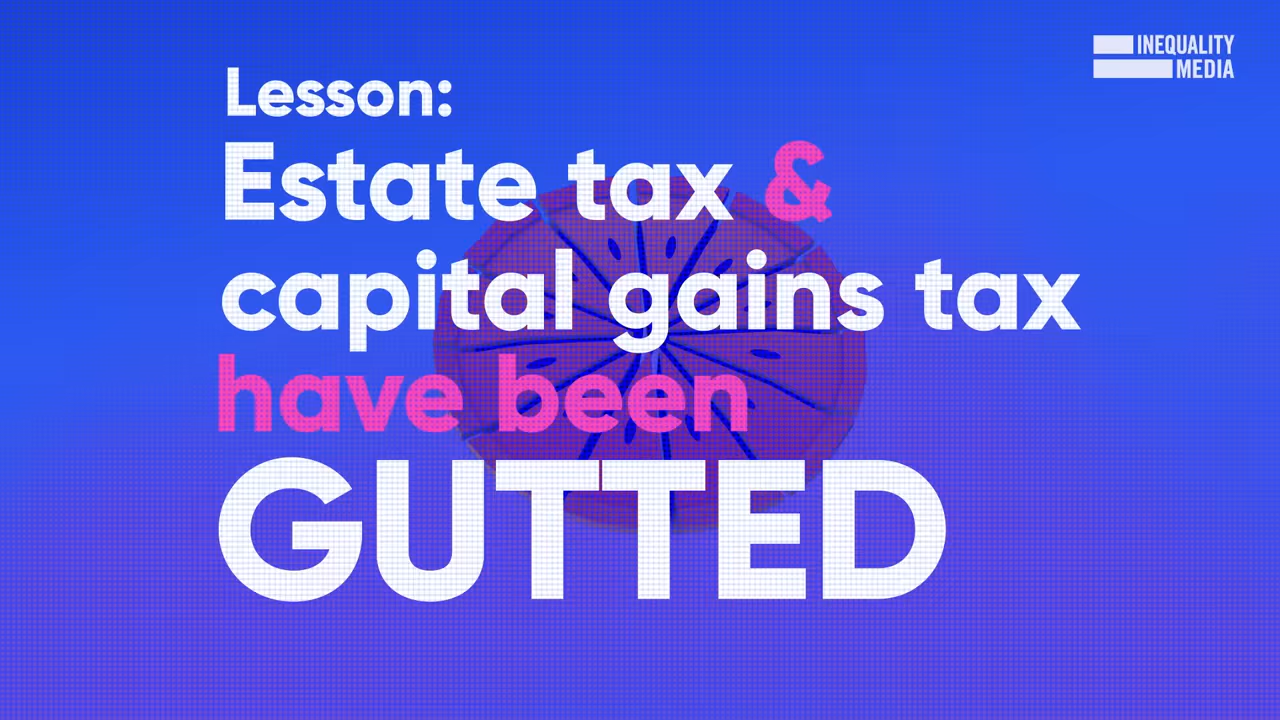 INEQUALITY
MEDIA
Lesson:
Estate tax &
capital gains tax
have been
GUTTED